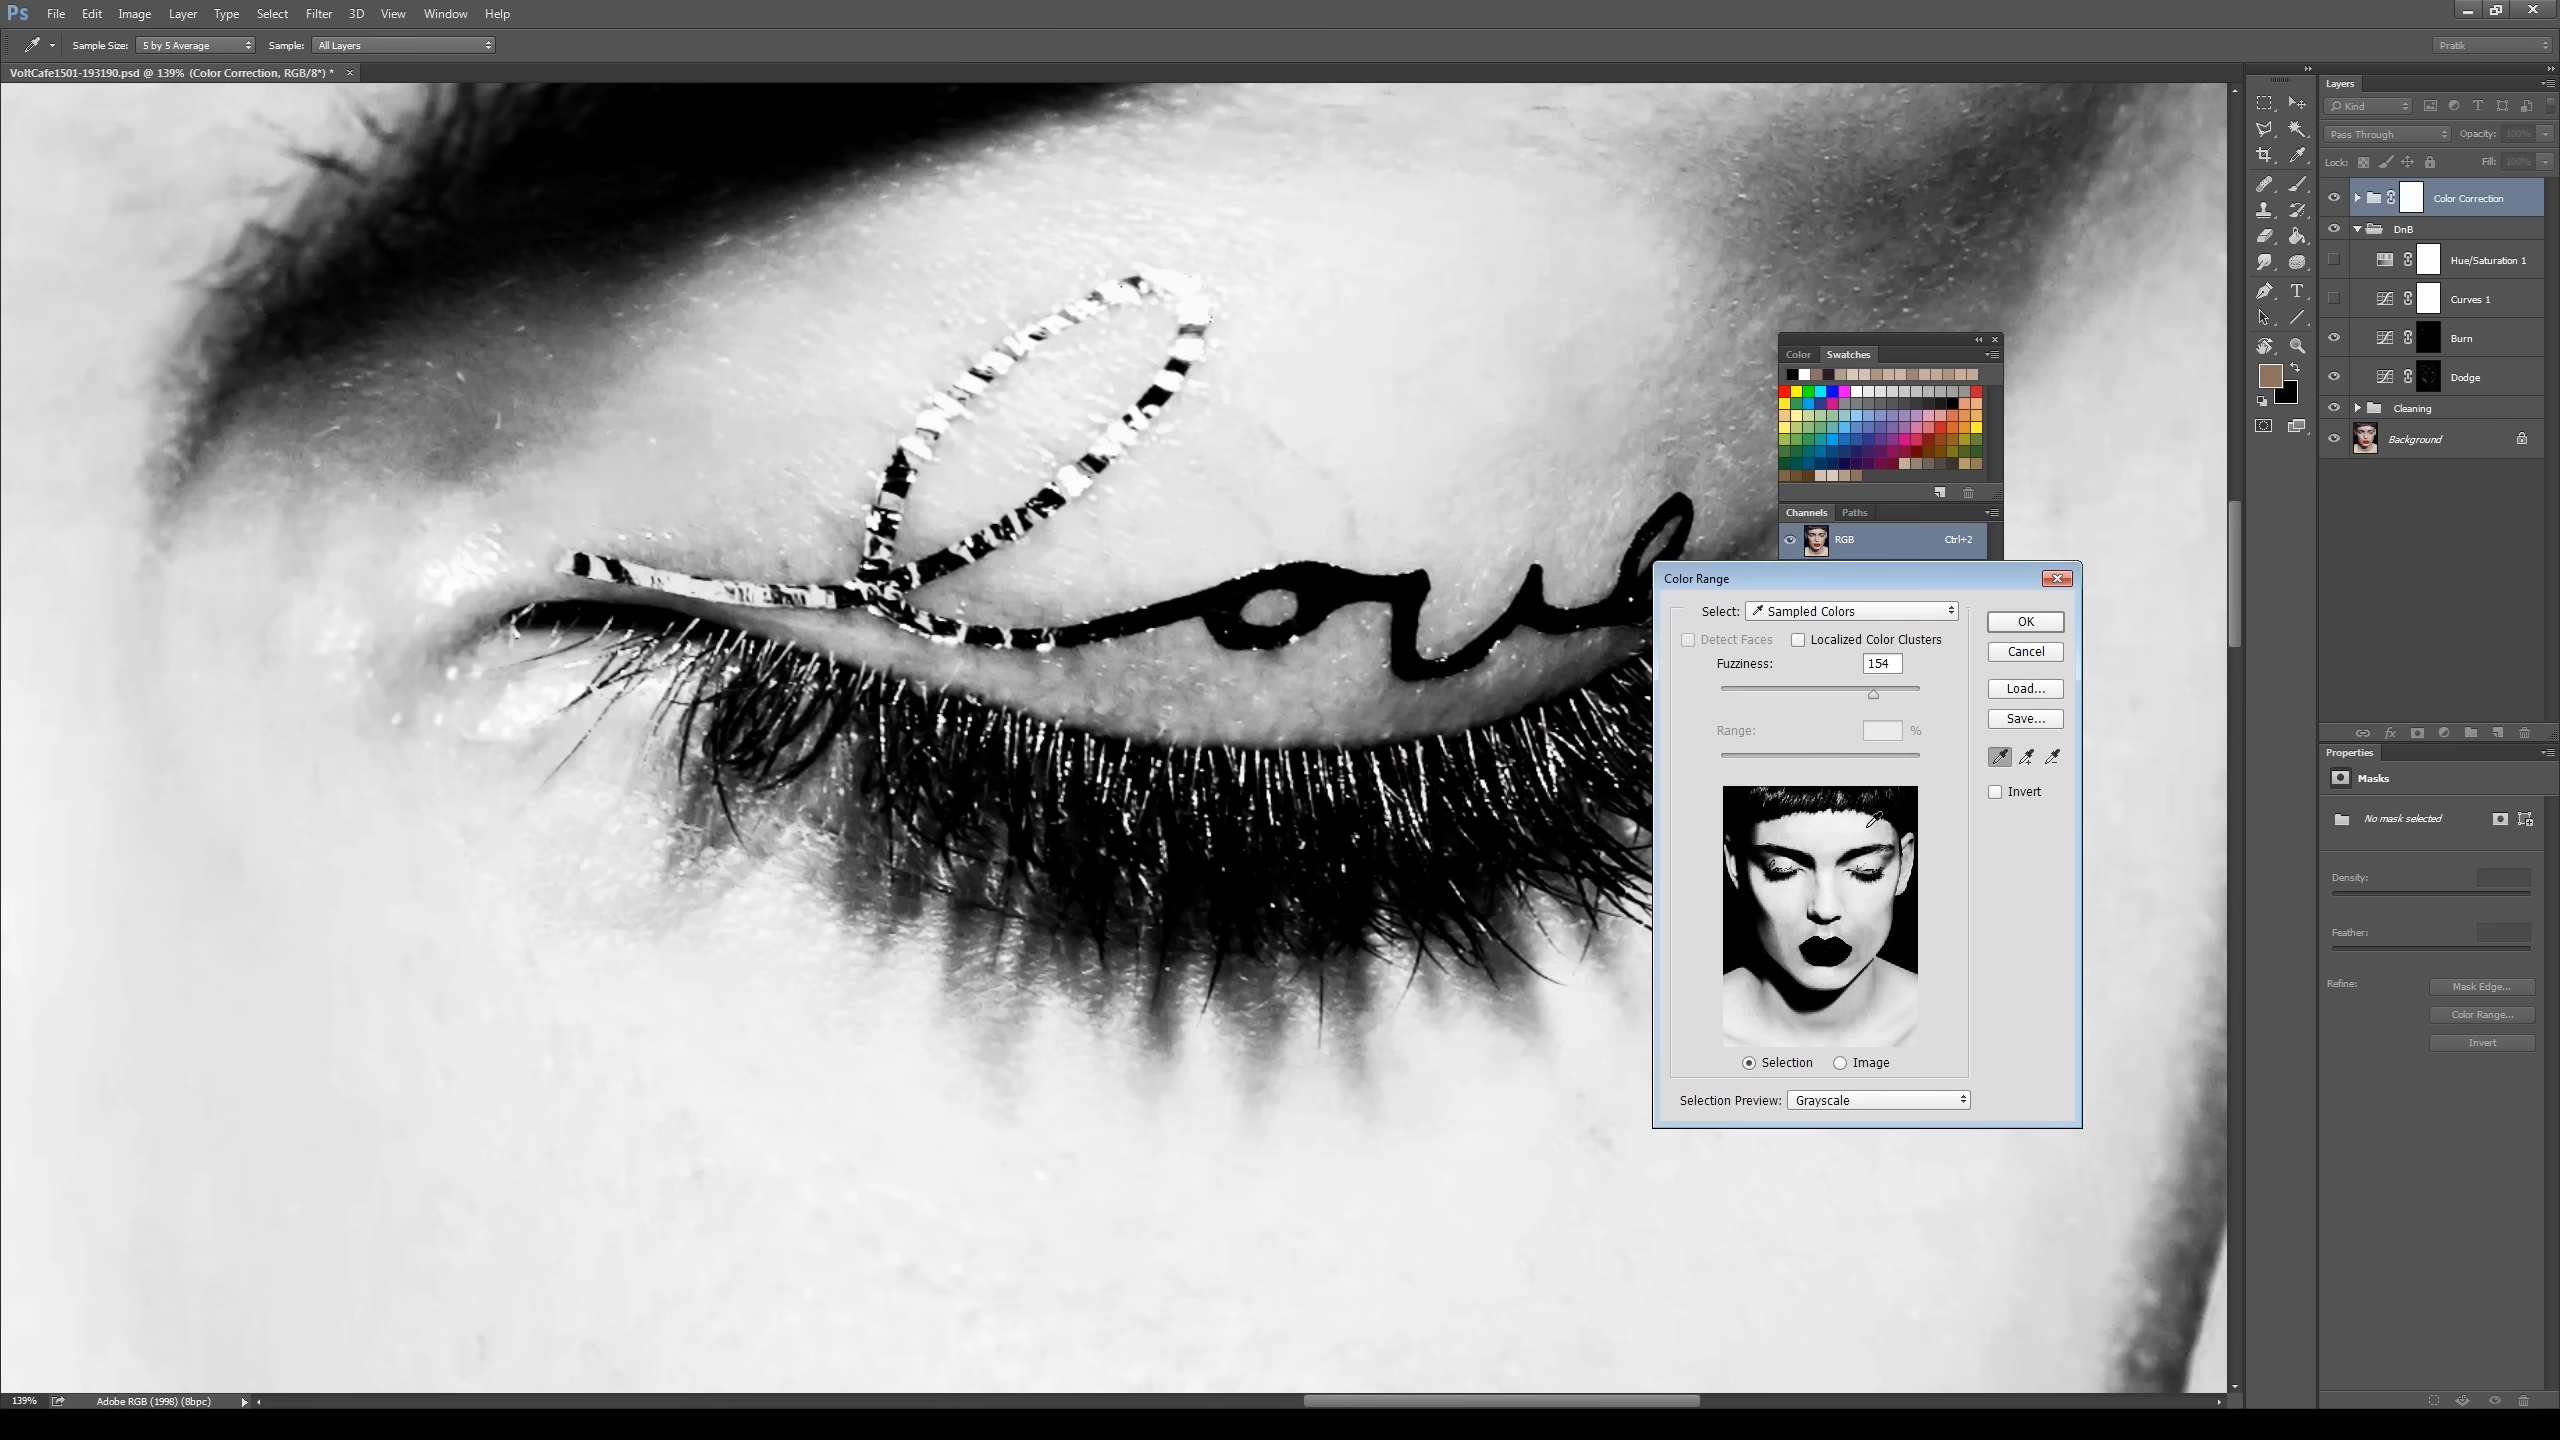 Ps File Edit Image Layer Type Select Filter 3D View Window Help
Sample Size: 5 by 5 Average Sample: All Layers Pratik
VoltCafe1501-193190.psd @ 139% (Color Correction, RGB/8*) *
Layers
Kind
Pass Through Opacity: 100%
Lock: Fill: 100%
Color Correction
DnB
Hue/Saturation 1
Curves 1
Burn
Dodge
Cleaning
Background
Color Swatches
Channels Paths
RGB Ctrl+2
Color Range
Select: Sampled Colors
Detect Faces Localized Color Clusters
Fuzziness: 154
Range: %
OK
Cancel
Load...
Save...
Invert
Selection Image
Selection Preview: Grayscale
Properties
Masks
No mask selected
Density:
Feather:
Refine: Mask Edge...
Color Range...
Invert
139% Adobe RGB (1998) (8bpc)